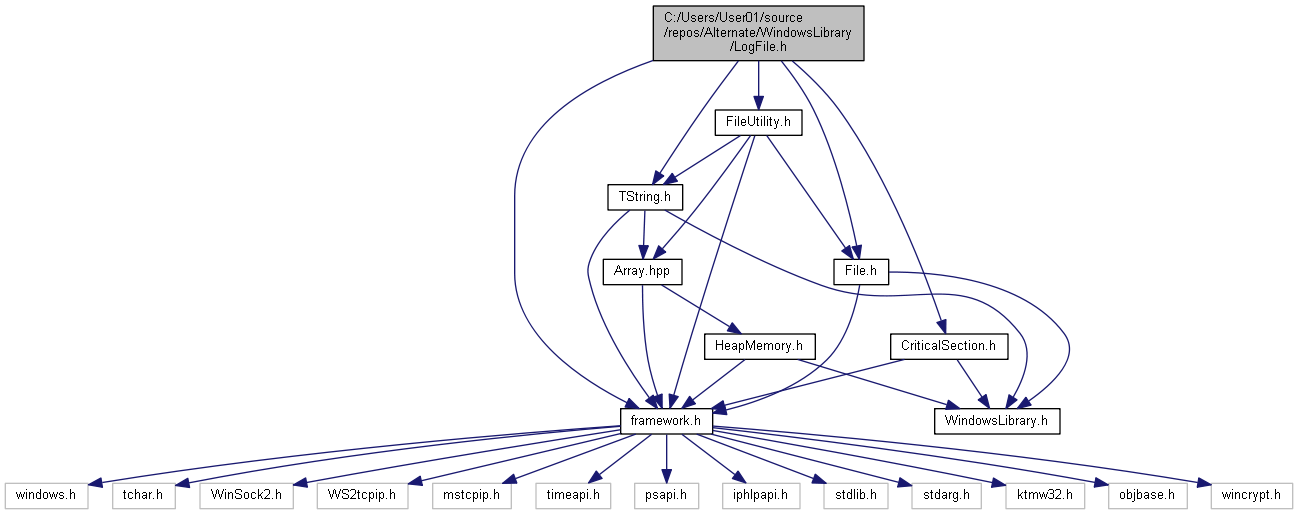 C:/Users/User01/source
/repos/Alternate/WindowsLibrary
/LogFile.h
FileUtility.h
TString.h
Array.hpp
File.h
HeapMemory.h
CriticalSection.h
framework.h
WindowsLibrary.h
windows.h
tchar.h
WinSock2.h
WS2tcpip.h
mstcpip.h
timeapi.h
psapi.h
iphlpapi.h
stdlib.h
stdarg.h
ktmw32.h
objbase.h
wincrypt.h